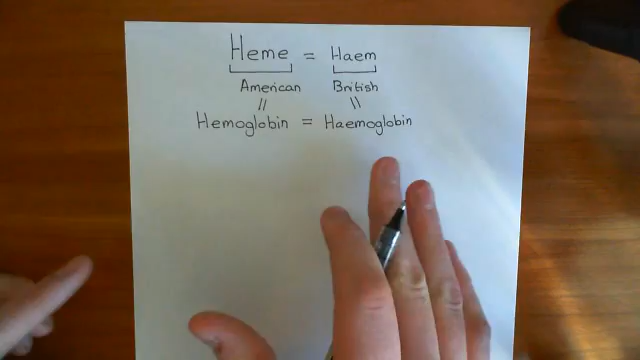 Heme = Haem
American British
〃 〃
Hemoglobin = Haemoglobin